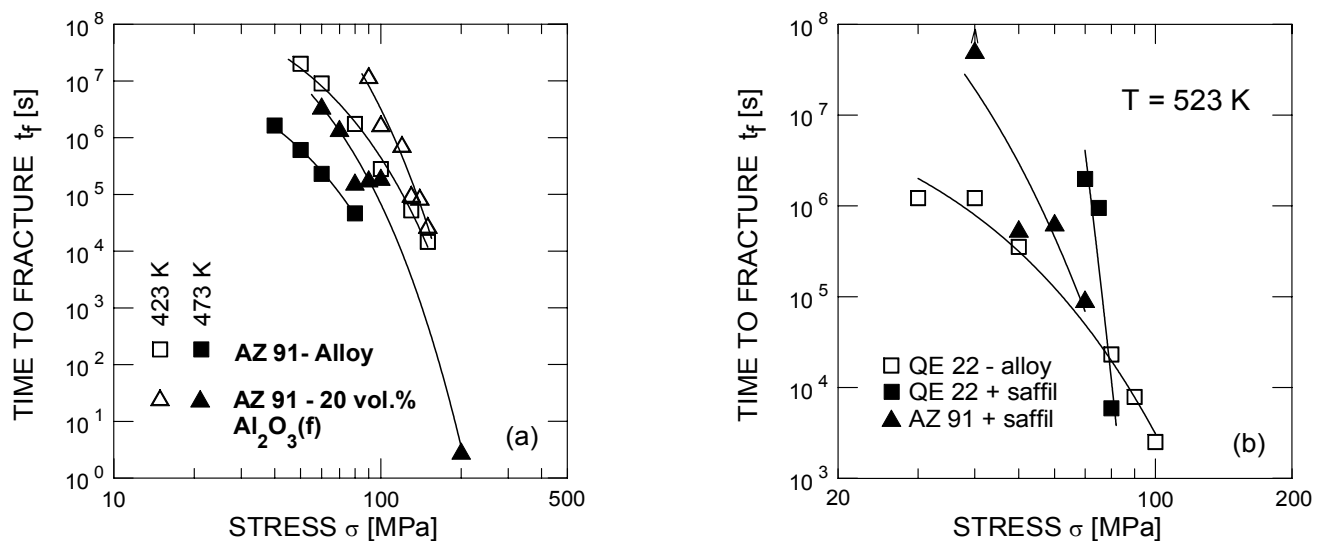 TIME TO FRACTURE t_f [s]
10^8
10^7
10^6
10^5
10^4
10^3
10^2
10^1
10^0
423 K
473 K
AZ 91- Alloy
AZ 91 - 20 vol.%
Al_2O_3(f)
(a)
10
100
500
STRESS σ [MPa]
TIME TO FRACTURE t_f [s]
10^8
10^7
10^6
10^5
10^4
10^3
T = 523 K
QE 22 - alloy
QE 22 + saffil
AZ 91 + saffil
(b)
20
100
200
STRESS σ [MPa]